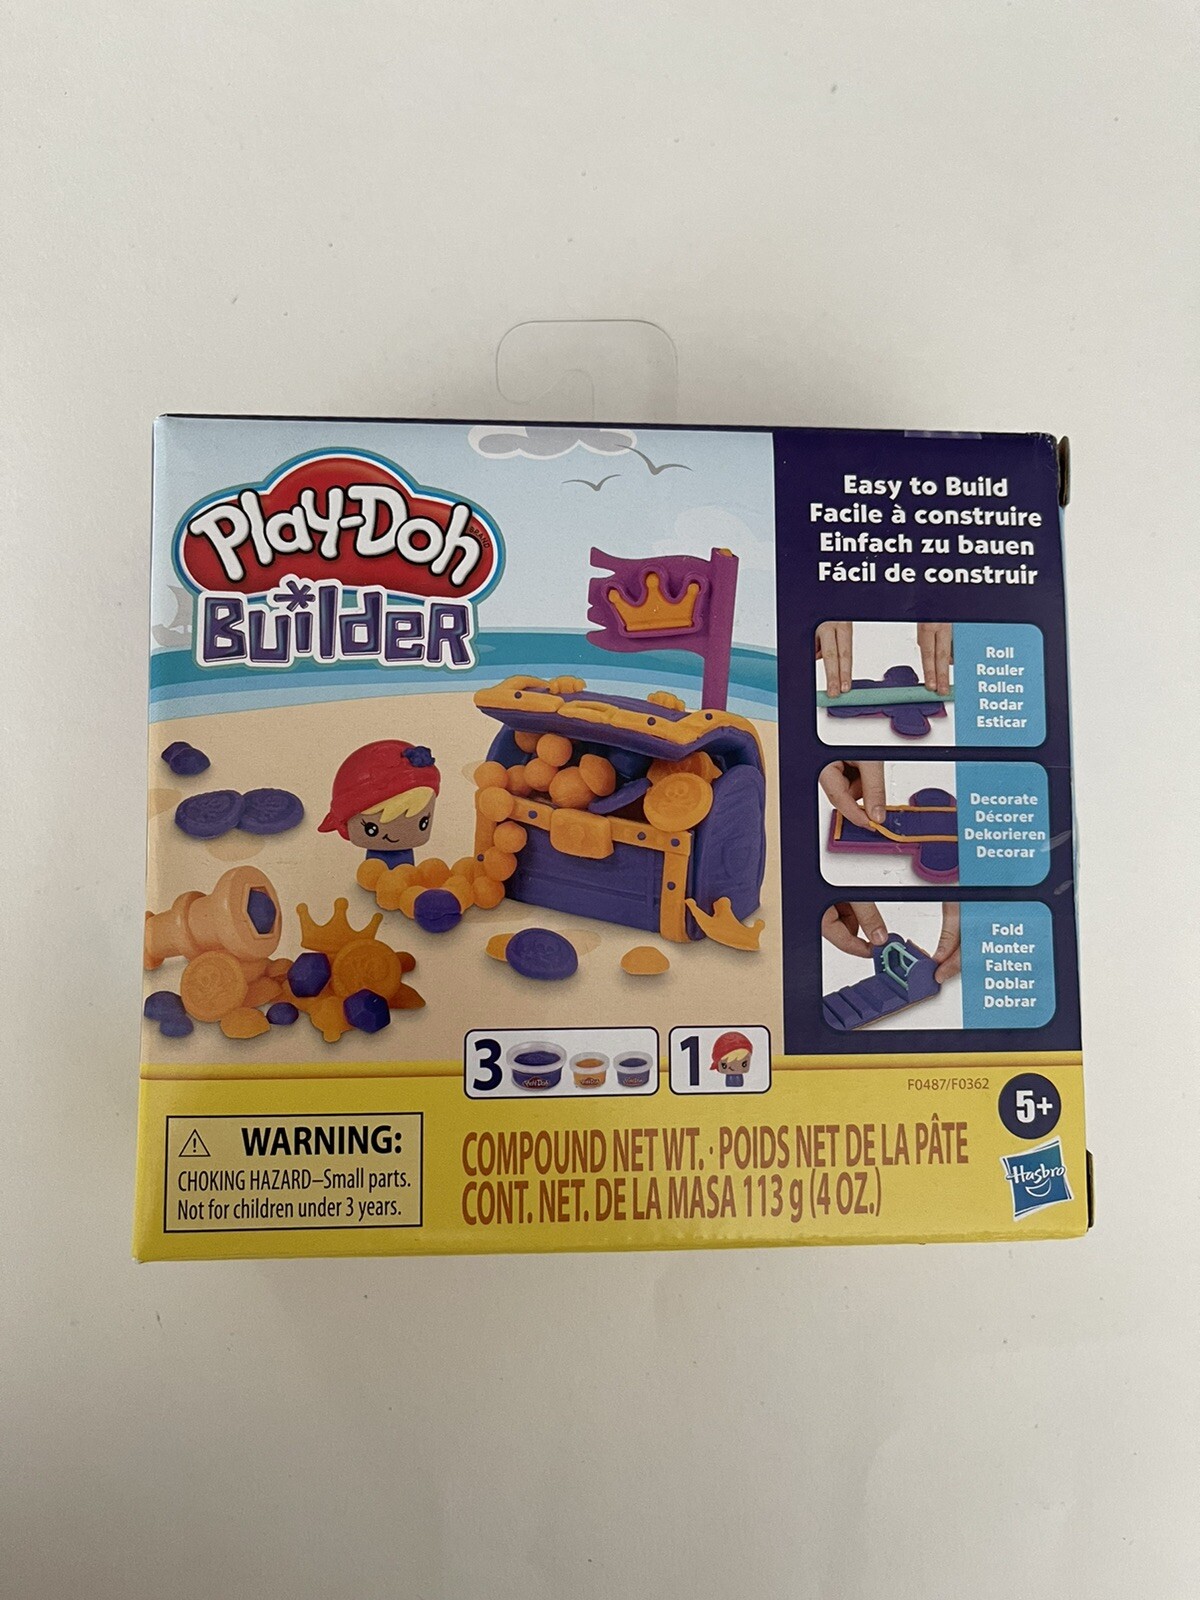 Play-Doh
BRAND
Builder
Easy to Build
Facile à construire
Einfach zu bauen
Fácil de construir
Roll
Rouler
Rollen
Rodar
Esticar
Decorate
Décorer
Dekorieren
Decorar
Fold
Monter
Falten
Doblar
Dobrar
3
1
F0487/F0362
5+
Hasbro
WARNING:
CHOKING HAZARD–Small parts.
Not for children under 3 years.
COMPOUND NET WT. · POIDS NET DE LA PÂTE
CONT. NET. DE LA MASA 113 g (4 OZ.)